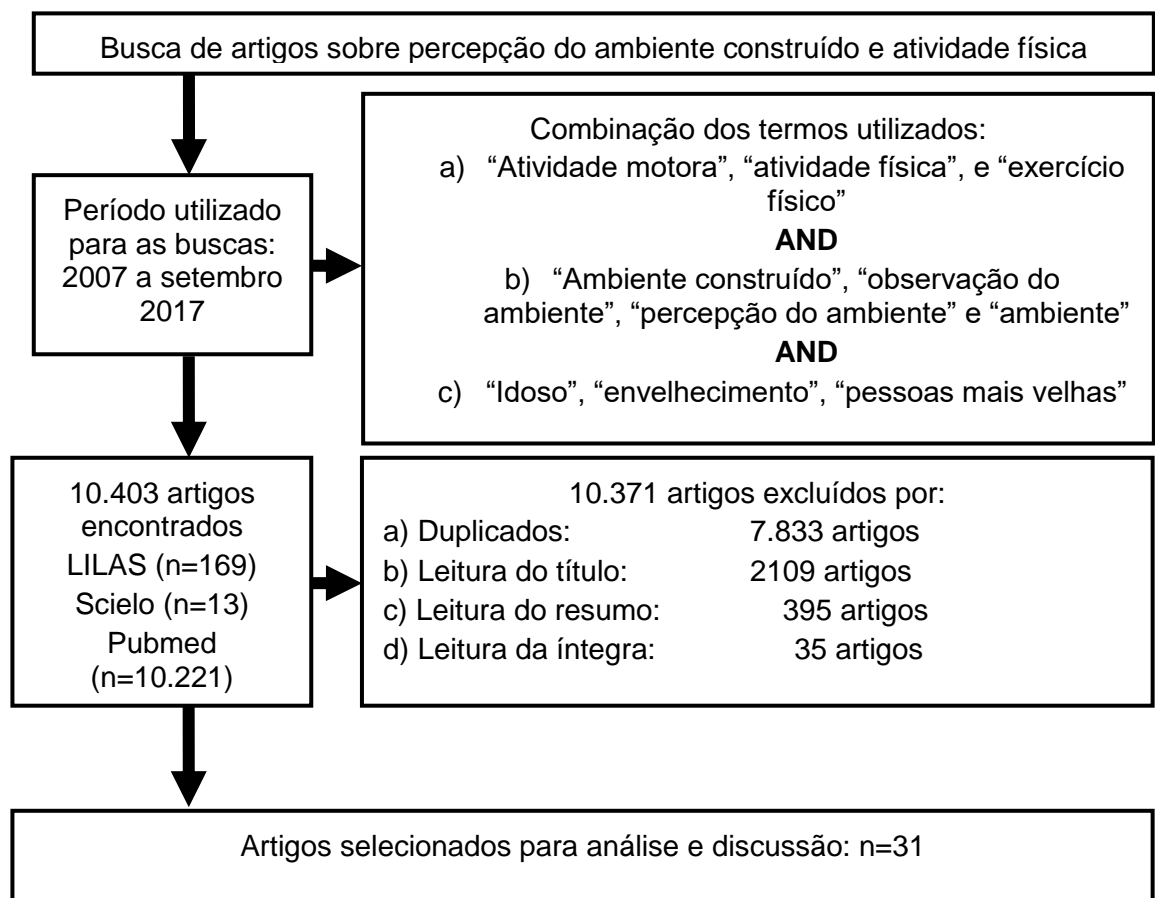 Busca de artigos sobre percepção do ambiente construído e atividade física
Período utilizado
para as buscas:
2007 a setembro
2017
Combinação dos termos utilizados:
a) “Atividade motora”, “atividade física”, e “exercício
físico”
AND
b) “Ambiente construído”, “observação do
ambiente”, “percepção do ambiente” e “ambiente”
AND
c) “Idoso”, “envelhecimento”, “pessoas mais velhas”
10.403 artigos
encontrados
LILAS (n=169)
Scielo (n=13)
Pubmed
(n=10.221)
10.371 artigos excluídos por:
a) Duplicados: 7.833 artigos
b) Leitura do título: 2109 artigos
c) Leitura do resumo: 395 artigos
d) Leitura da íntegra: 35 artigos
Artigos selecionados para análise e discussão: n=31